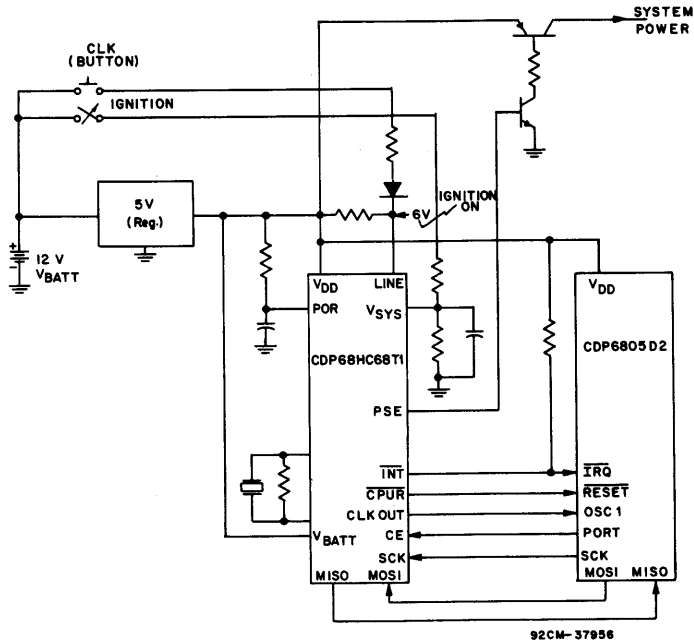 SYSTEM
POWER
CLK
(BUTTON)
IGNITION
5V
(Reg.)
6V
IGNITION
ON
+
-
12 V
VBATT
VDD
LINE
VDD
POR
VSYS
CDP68HC68T1
CDP6805D2
PSE
INT
IRQ
CPUR
RESET
CLK OUT
OSC 1
VBATT
CE
PORT
SCK
SCK
MISO
MOSI
MOSI
MISO
92CM-37956